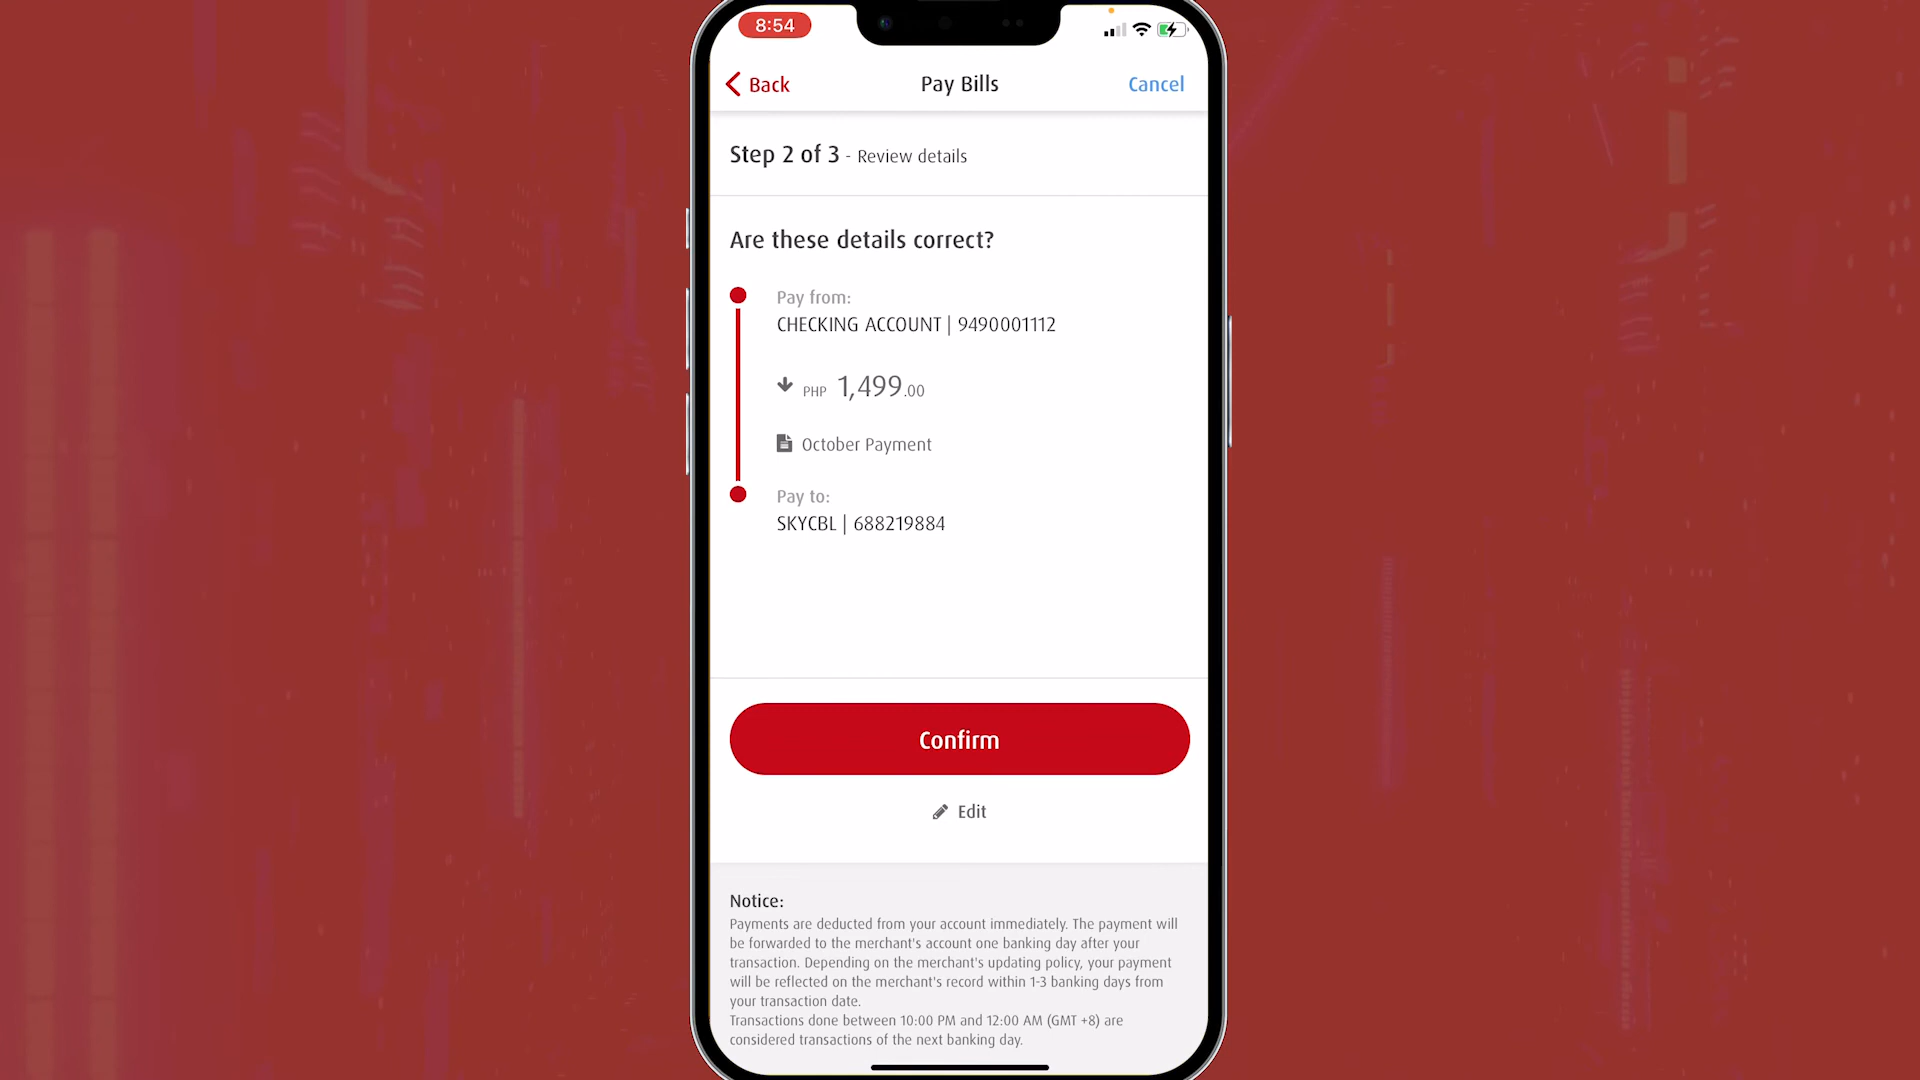 8:54
Back
Pay Bills
Cancel
Step 2 of 3 - Review details
Are these details correct?
Pay from:
CHECKING ACCOUNT | 9490001112
PHP 1,499.00
October Payment
Pay to:
SKYCBL | 688219884
Confirm
Edit
Notice:
Payments are deducted from your account immediately. The payment will
be forwarded to the merchant's account one banking day after your
transaction. Depending on the merchant's updating policy, your payment
will be reflected on the merchant's record within 1-3 banking days from
your transaction date.
Transactions done between 10:00 PM and 12:00 AM (GMT +8) are
considered transactions of the next banking day.